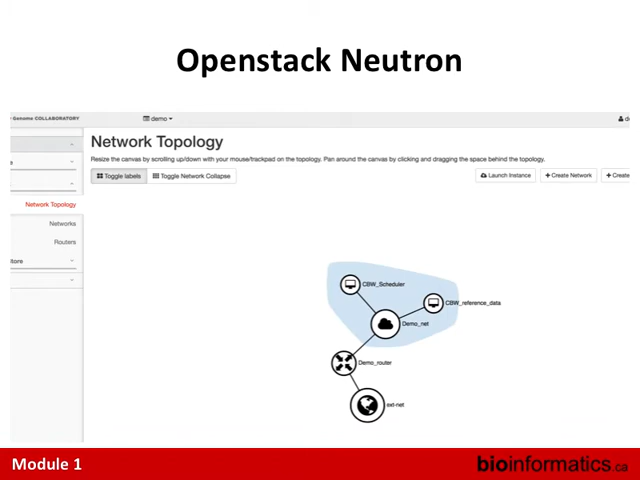 Openstack Neutron
Genome COLLABORATORY
demo
Network Topology
Resize the canvas by scrolling up/down with your mouse/trackpad on the topology. Pan around the canvas by clicking and dragging the space behind the topology.
Toggle labels
Toggle Network Collapse
Launch Instance
+ Create Network
+ Create
Network Topology
Networks
Routers
CBW_Scheduler
CBW_reference_data
Demo_net
Demo_router
ext-net
Module 1
bioinformatics.ca